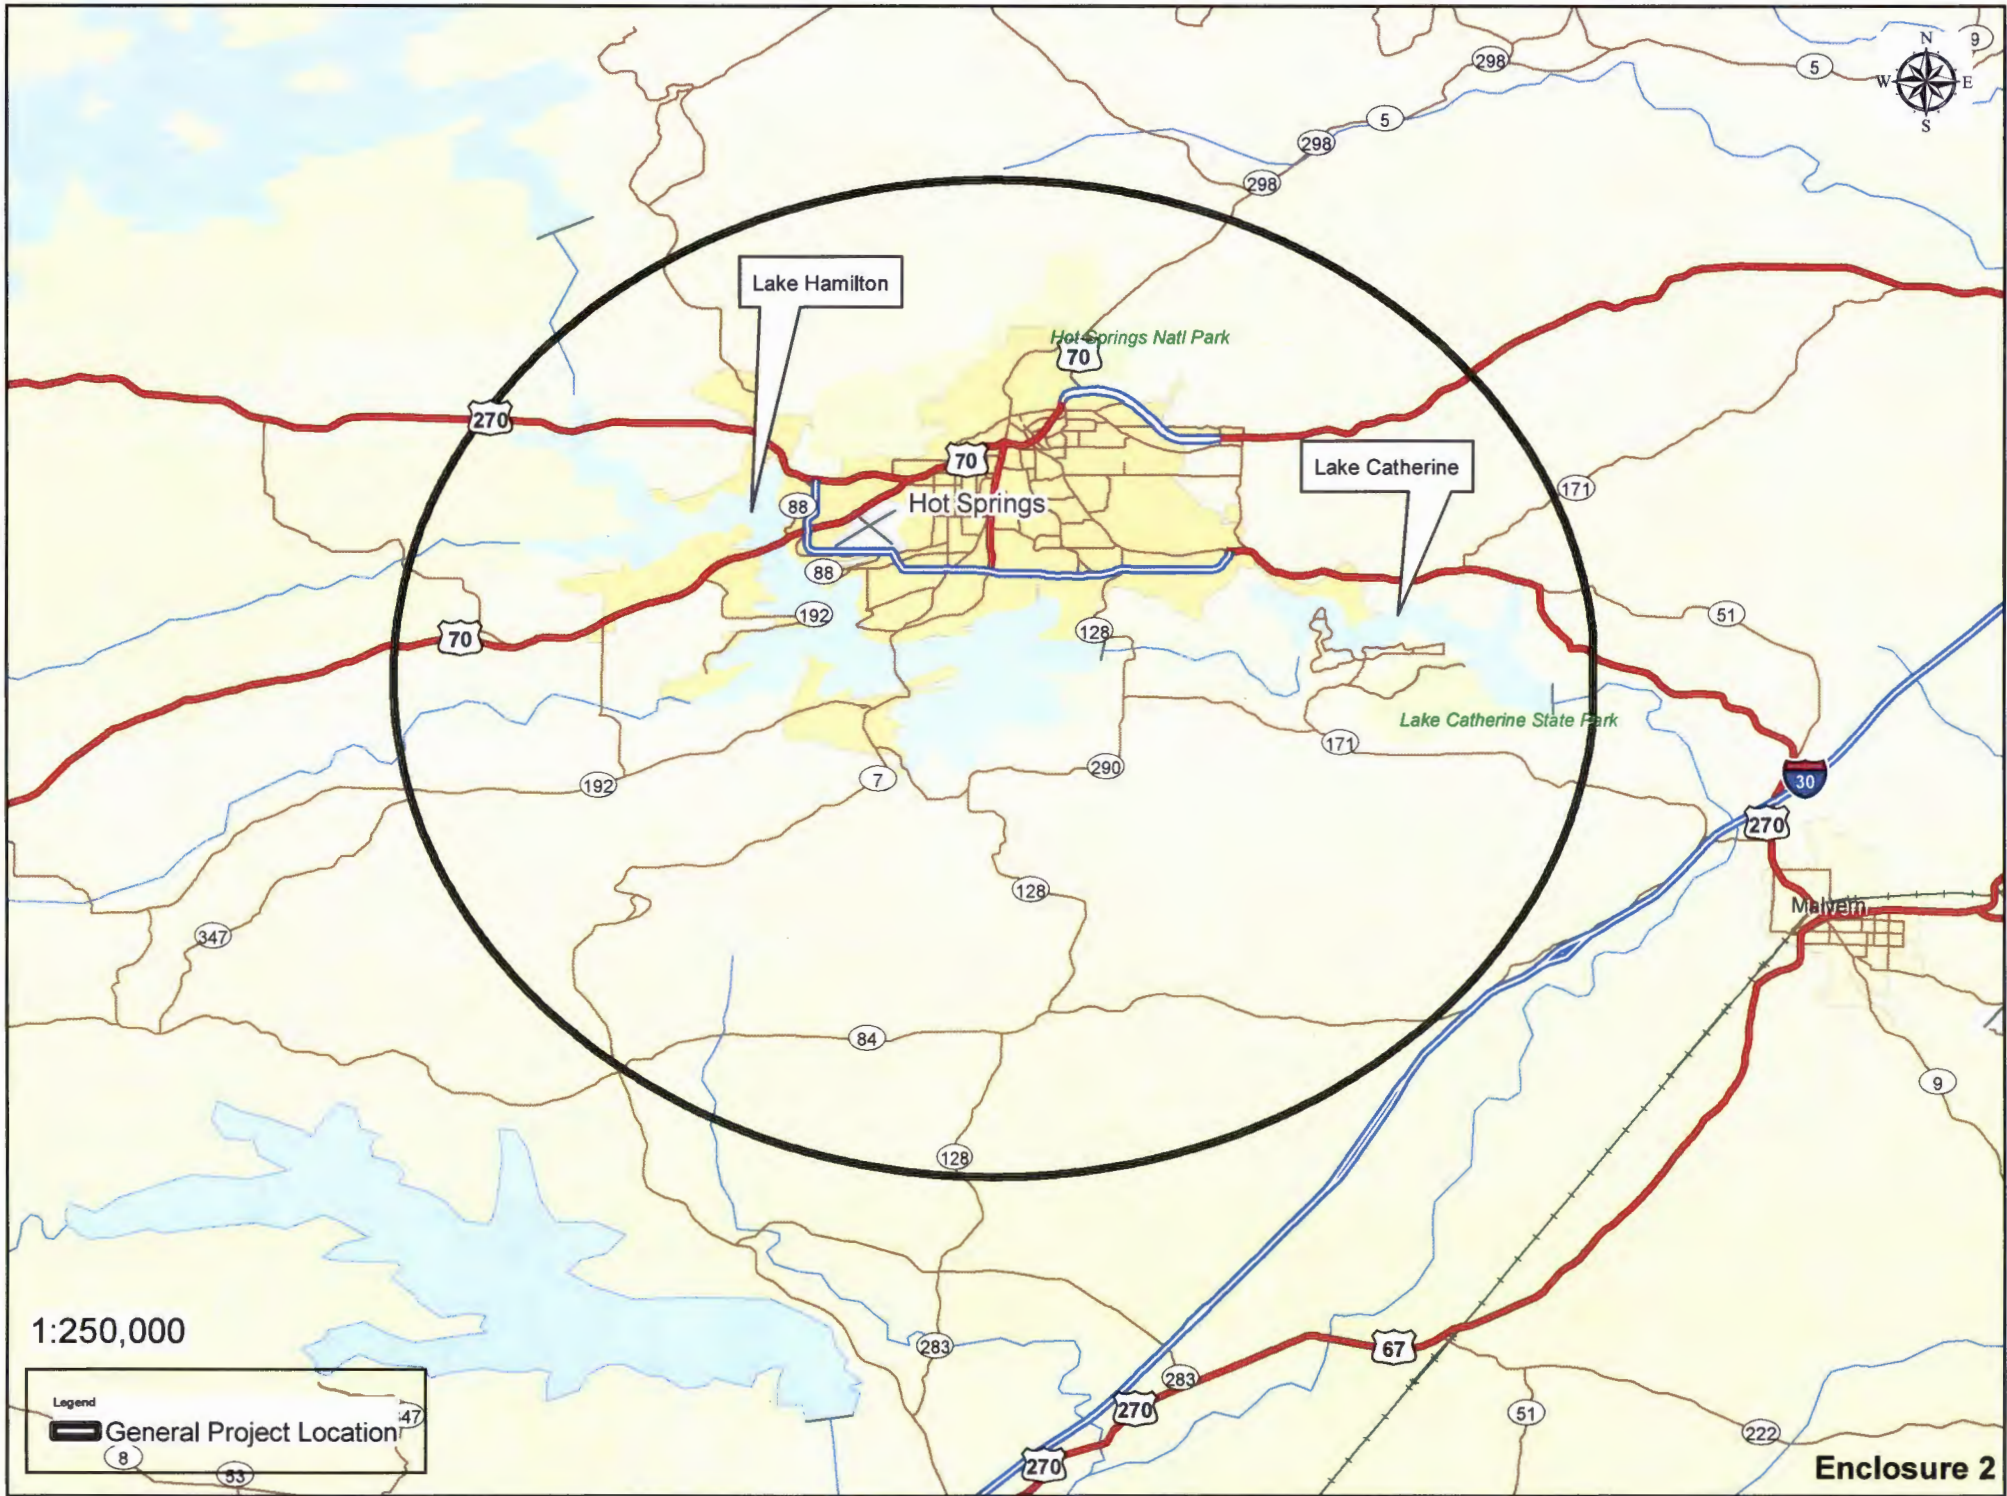 298
5
9
N
W
E
S
5
298
298
Lake Hamilton
Hot Springs Natl Park
70
270
70
Lake Catherine
88
Hot Springs
171
88
192
128
51
70
Lake Catherine State Park
171
290
7
192
30
270
128
Malvern
347
84
9
128
1:250,000
283
67
283
Legend
General Project Location
47
270
51
222
8
53
270
Enclosure 2